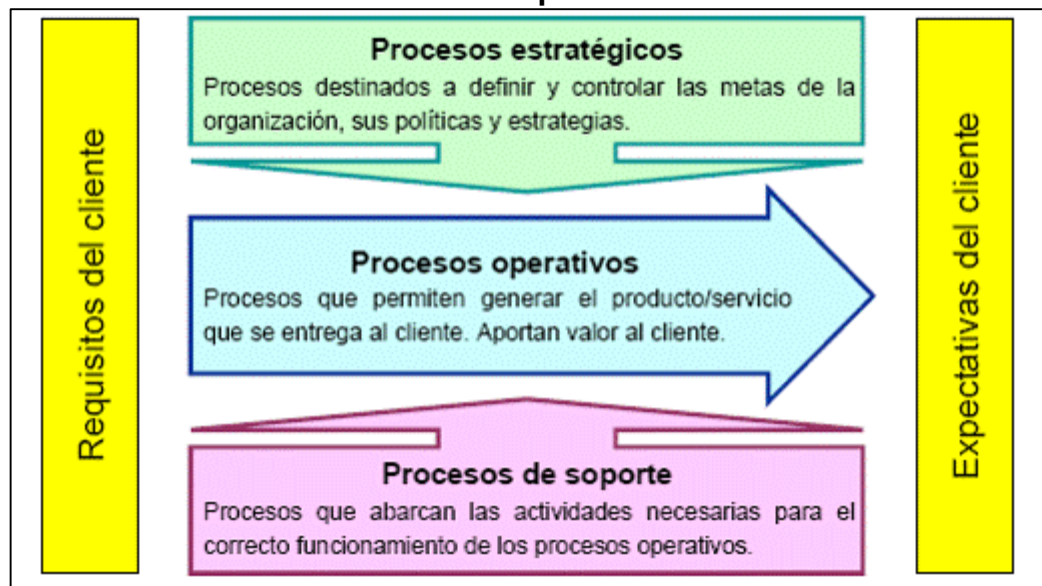 Requisitos del cliente
Procesos estratégicos
Procesos destinados a definir y controlar las metas de la
organización, sus políticas y estrategias.
Procesos operativos
Procesos que permiten generar el producto/servicio
que se entrega al cliente. Aportan valor al cliente.
Procesos de soporte
Procesos que abarcan las actividades necesarias para el
correcto funcionamiento de los procesos operativos.
Expectativas del cliente